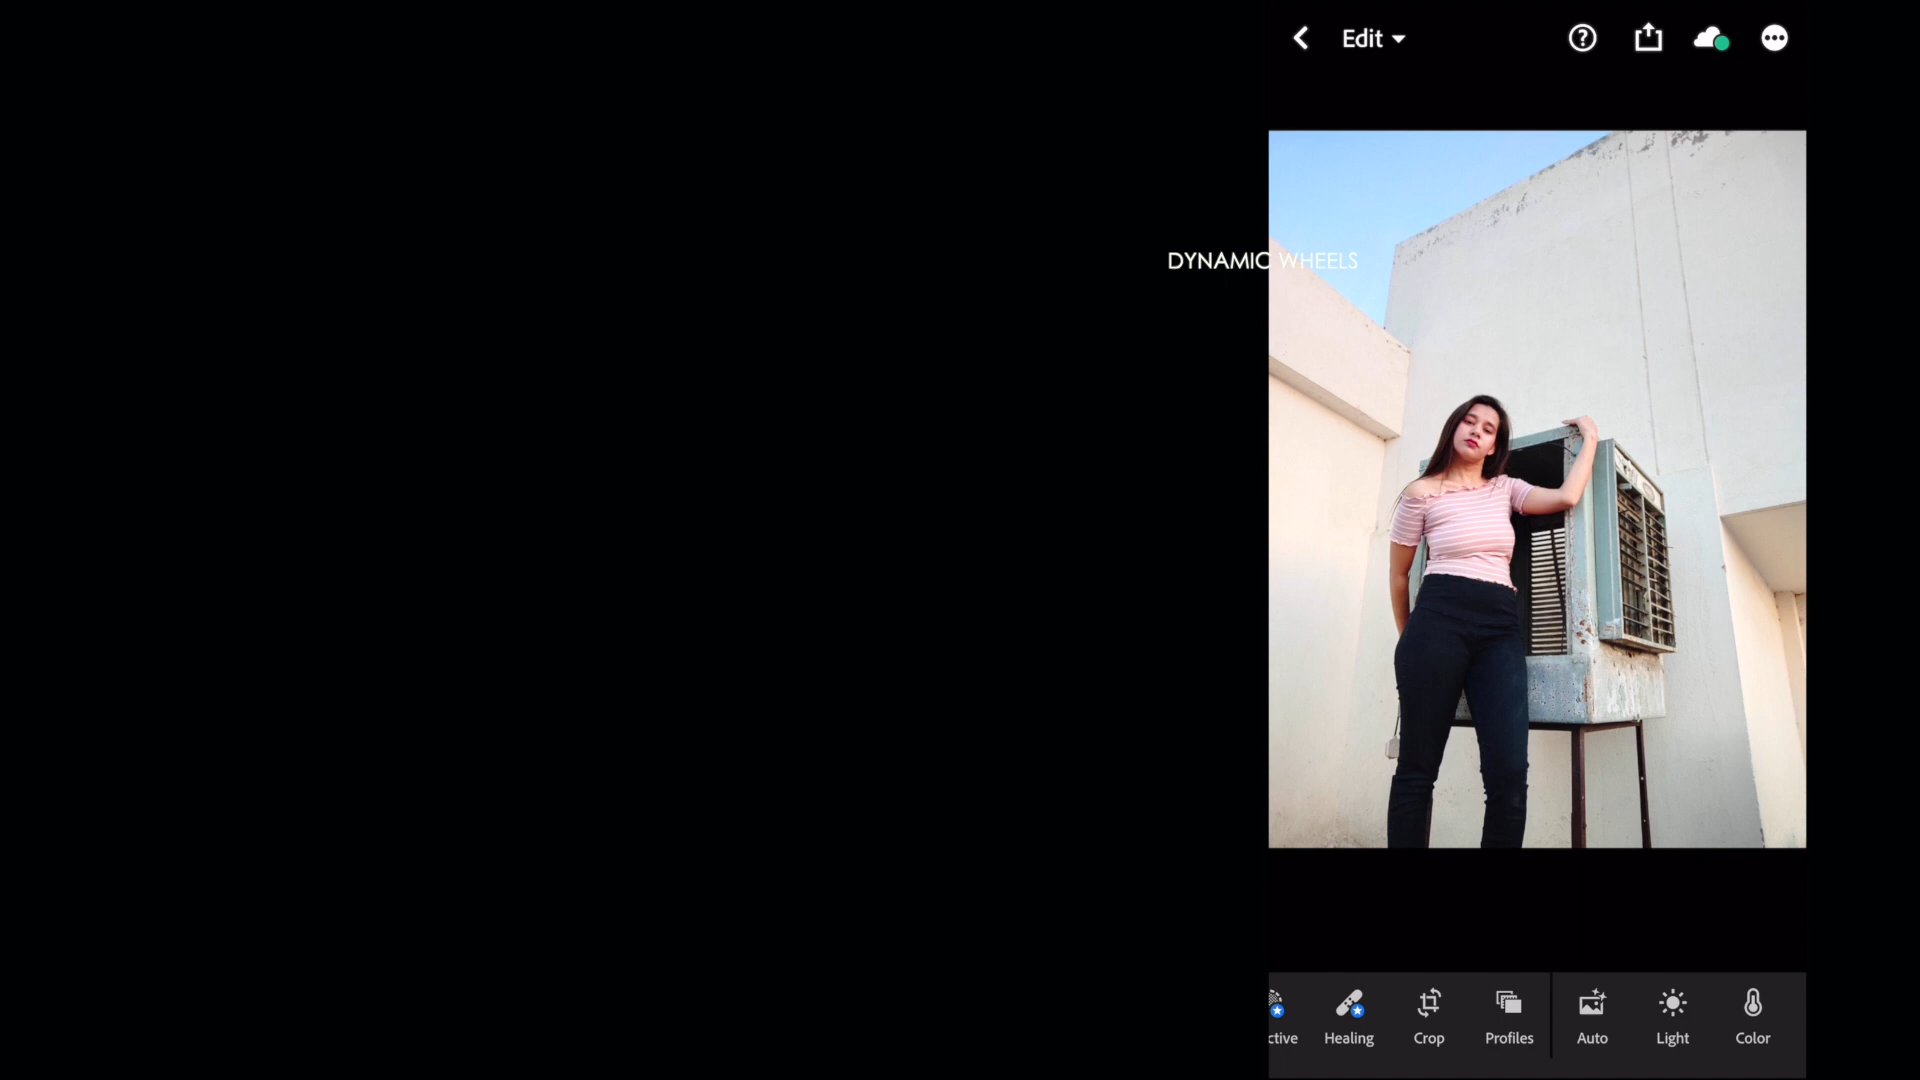 Edit
DYNAMIC WHEELS
ctive
Healing
Crop
Profiles
Auto
Light
Color